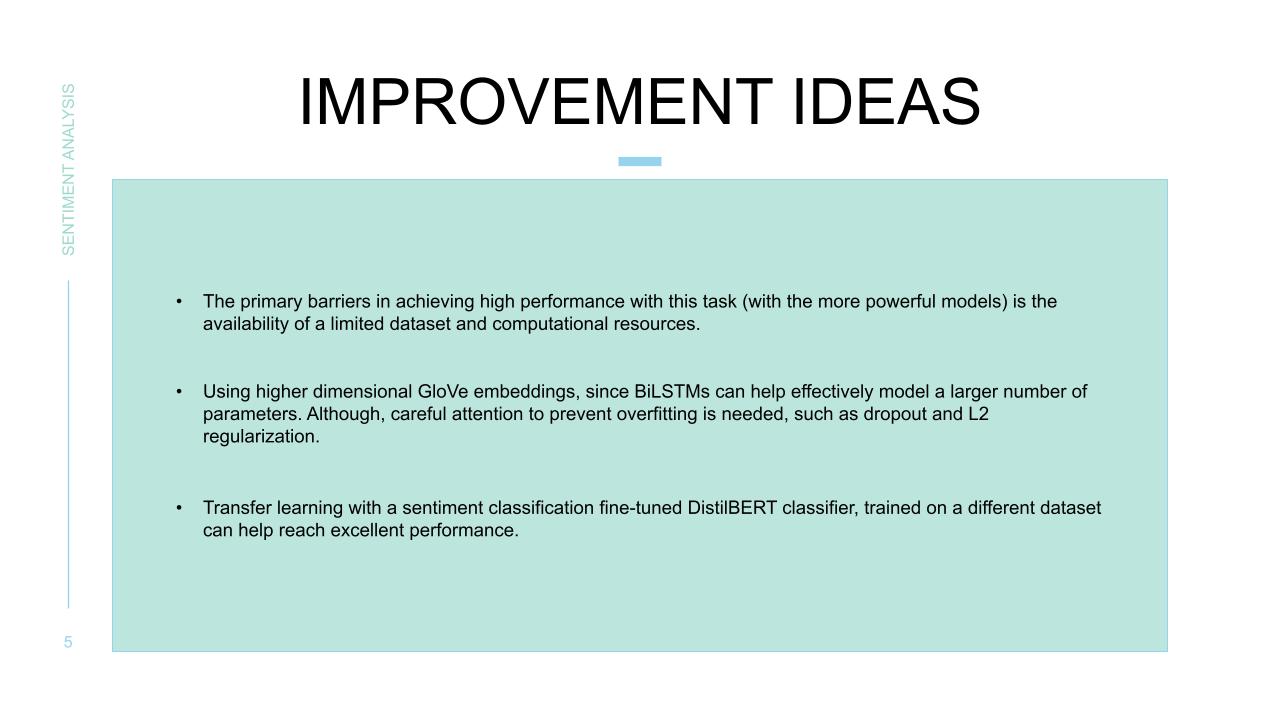 SENTIMENT ANALYSIS
IMPROVEMENT IDEAS
• The primary barriers in achieving high performance with this task (with the more powerful models) is the
availability of a limited dataset and computational resources.
• Using higher dimensional GloVe embeddings, since BiLSTMs can help effectively model a larger number of
parameters. Although, careful attention to prevent overfitting is needed, such as dropout and L2
regularization.
• Transfer learning with a sentiment classification fine-tuned DistilBERT classifier, trained on a different dataset
can help reach excellent performance.
5